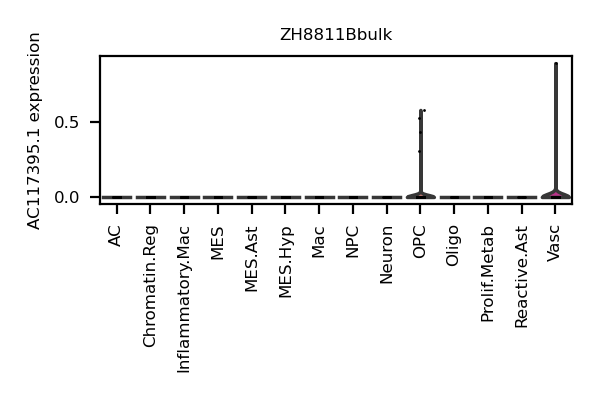 ZH8811Bbulk
AC117395.1 expression
0.5
0.0
AC
Chromatin.Reg
Inflammatory.Mac
MES
MES.Ast
MES.Hyp
Mac
NPC
Neuron
OPC
Oligo
Prolif.Metab
Reactive.Ast
Vasc